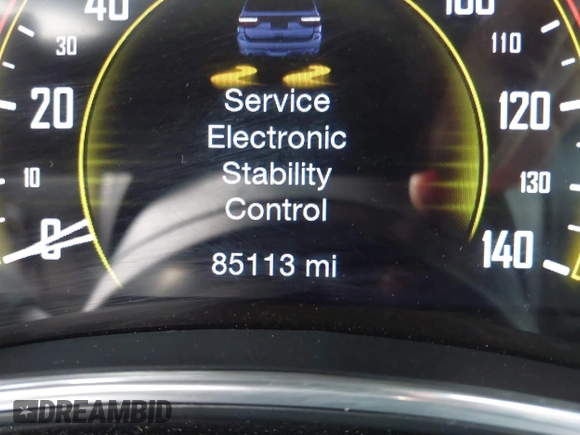 40
100
30
110
20
120
10
130
0
140
Service
Electronic
Stability
Control
85113 mi
DREAMBID